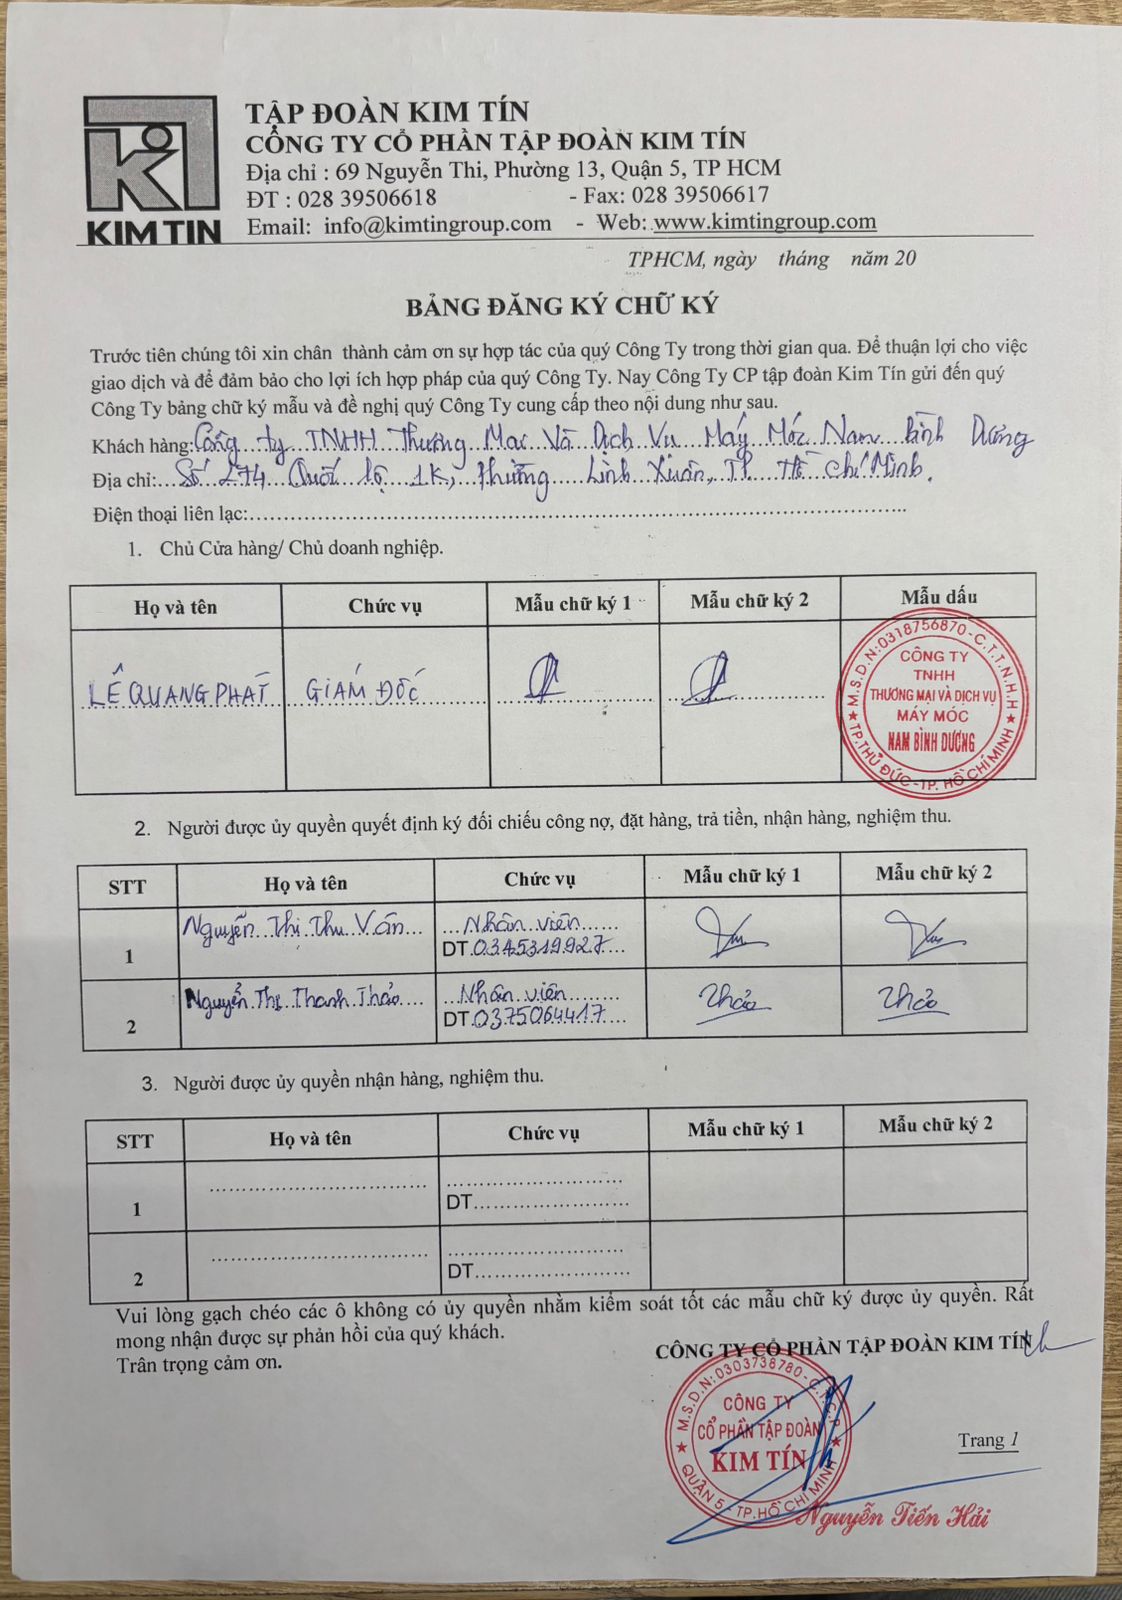 KIM TIN
TẬP ĐOÀN KIM TÍN
CÔNG TY CỔ PHẦN TẬP ĐOÀN KIM TÍN
Địa chỉ : 69 Nguyễn Thi, Phường 13, Quận 5, TP HCM
ĐT : 028 39506618 - Fax: 028 39506617
Email: info@kimtingroup.com - Web: www.kimtingroup.com
TPHCM, ngày tháng năm 20
BẢNG ĐĂNG KÝ CHỮ KÝ
Trước tiên chúng tôi xin chân thành cảm ơn sự hợp tác của quý Công Ty trong thời gian qua. Để thuận lợi cho việc
giao dịch và để đảm bảo cho lợi ích hợp pháp của quý Công Ty. Nay Công Ty CP tập đoàn Kim Tín gửi đến quý
Công Ty bảng chữ ký mẫu và đề nghị quý Công Ty cung cấp theo nội dung như sau.
Khách hàng: Công ty TNHH Thương Mại Và Dịch Vụ Máy Móc Nam Bình Dương
Địa chỉ: Số 274 Quốc lộ 1K, Phường Linh Xuân, TP. Hồ Chí Minh.
Điện thoại liên lạc:
1. Chủ Cửa hàng/ Chủ doanh nghiệp.
Họ và tên Chức vụ Mẫu chữ ký 1 Mẫu chữ ký 2 Mẫu dấu
LÊ QUANG PHÁT GIÁM ĐỐC
M.S.D.N:0318756870-C.T.T.N.H.H
CÔNG TY
TNHH
THƯƠNG MẠI VÀ DỊCH VỤ
MÁY MÓC
NAM BÌNH DƯƠNG
TP.THỦ ĐỨC-TP. HỒ CHÍ MINH
2. Người được ủy quyền quyết định ký đối chiếu công nợ, đặt hàng, trả tiền, nhận hàng, nghiệm thu.
STT Họ và tên Chức vụ Mẫu chữ ký 1 Mẫu chữ ký 2
1 Nguyễn Thị Thu Vân Nhân viên
DT.0345319927
2 Nguyễn Thị Thanh Thảo Nhân viên Thảo Thảo
DT.0375064417
3. Người được ủy quyền nhận hàng, nghiệm thu.
STT Họ và tên Chức vụ Mẫu chữ ký 1 Mẫu chữ ký 2
1
DT
2
DT
Vui lòng gạch chéo các ô không có ủy quyền nhằm kiểm soát tốt các mẫu chữ ký được ủy quyền. Rất
mong nhận được sự phản hồi của quý khách.
Trân trọng cảm ơn.
CÔNG TY CỔ PHẦN TẬP ĐOÀN KIM TÍN
M.S.D.N:0303738780-C.T.C.P
CÔNG TY
CỔ PHẦN TẬP ĐOÀN
KIM TÍN
QUẬN 5-TP.HỒ CHÍ MINH
Trang 1
Nguyễn Tiến Hải